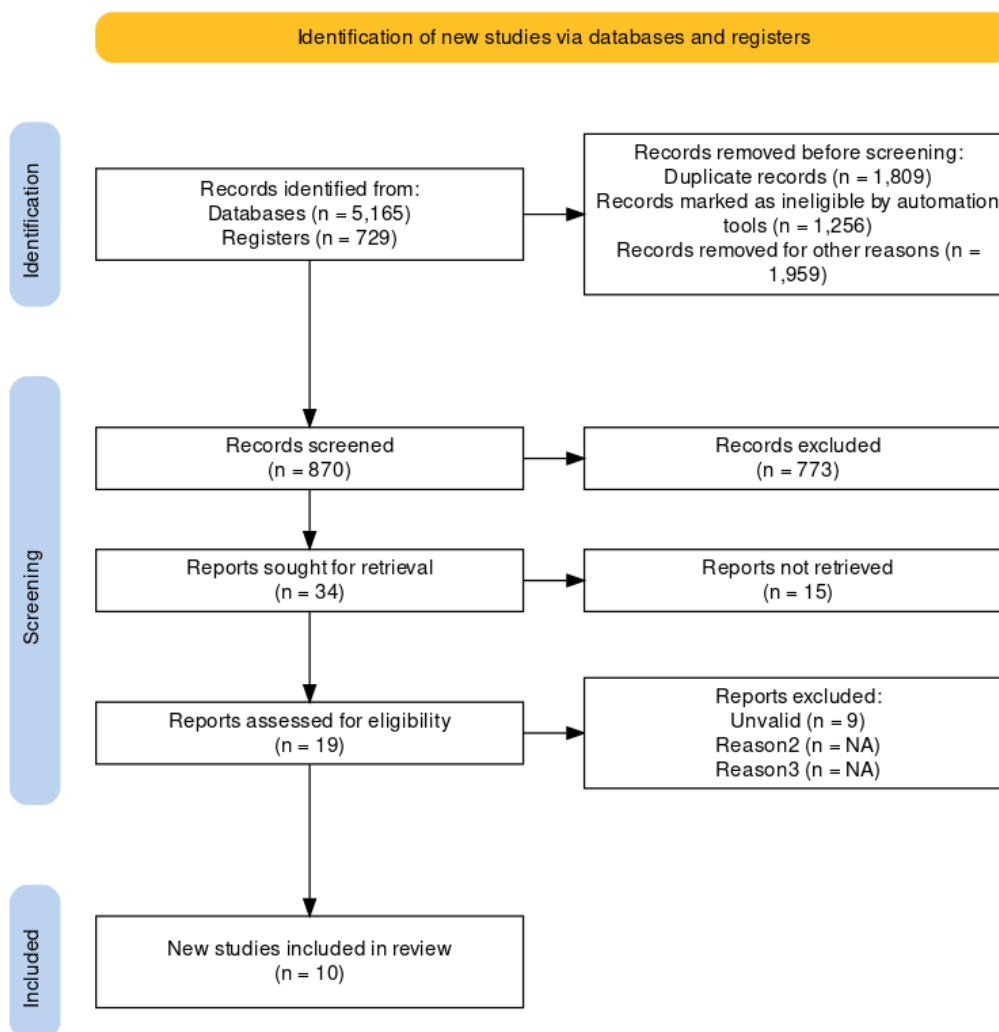 Identification of new studies via databases and registers
Identification
Records identified from:
Databases (n = 5,165)
Registers (n = 729)
Records removed before screening:
Duplicate records (n = 1,809)
Records marked as ineligible by automation
tools (n = 1,256)
Records removed for other reasons (n =
1,959)
Screening
Records screened
(n = 870)
Records excluded
(n = 773)
Reports sought for retrieval
(n = 34)
Reports not retrieved
(n = 15)
Reports assessed for eligibility
(n = 19)
Reports excluded:
Unvalid (n = 9)
Reason2 (n = NA)
Reason3 (n = NA)
Included
New studies included in review
(n = 10)